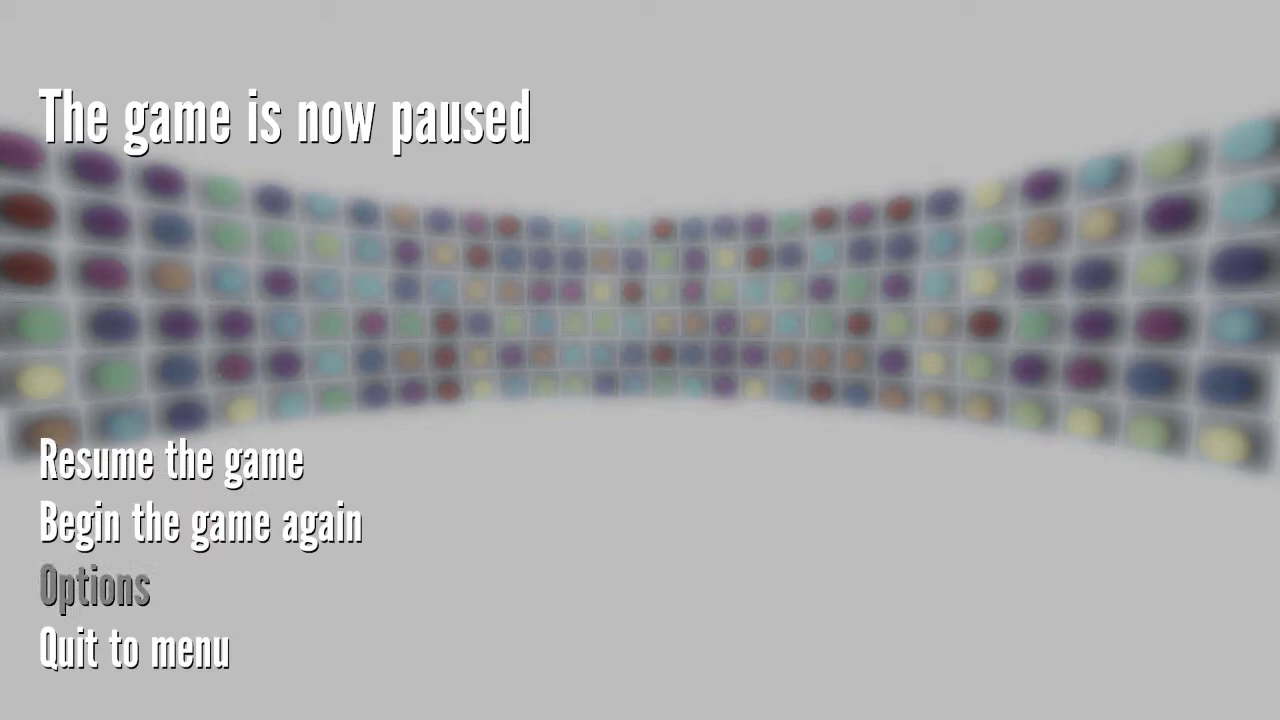 The game is now paused
Resume the game
Begin the game again
Options
Quit to menu